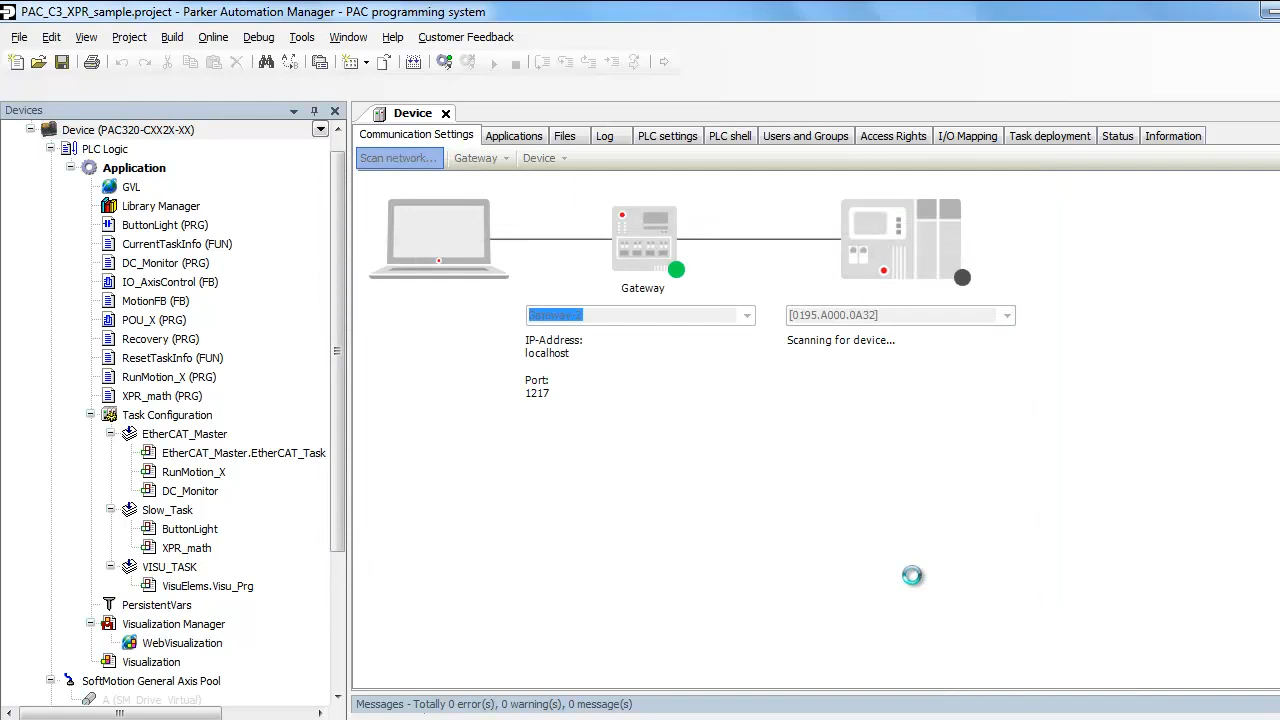 PAC_C3_XPR_sample.project - Parker Automation Manager - PAC programming system
File Edit View Project Build Online Debug Tools Window Help Customer Feedback
Devices
Device (PAC320-CXX2X-XX)
PLC Logic
Application
GVL
Library Manager
ButtonLight (PRG)
CurrentTaskInfo (FUN)
DC_Monitor (PRG)
IO_AxisControl (FB)
MotionFB (FB)
POU_X (PRG)
Recovery (PRG)
ResetTaskInfo (FUN)
RunMotion_X (PRG)
XPR_math (PRG)
Task Configuration
EtherCAT_Master
EtherCAT_Master.EtherCAT_Task
RunMotion_X
DC_Monitor
Slow_Task
ButtonLight
XPR_math
VISU_TASK
VisuElems.Visu_Prg
PersistentVars
Visualization Manager
WebVisualization
Visualization
SoftMotion General Axis Pool
A (SM_Drive_Virtual)
Device
Communication Settings Applications Files Log PLC settings PLC shell Users and Groups Access Rights I/O Mapping Task deployment Status Information
Scan network... Gateway Device
Gateway
Gateway-2
[0195.A000.0A32]
IP-Address:
localhost
Scanning for device...
Port:
1217
Messages - Totally 0 error(s), 0 warning(s), 0 message(s)